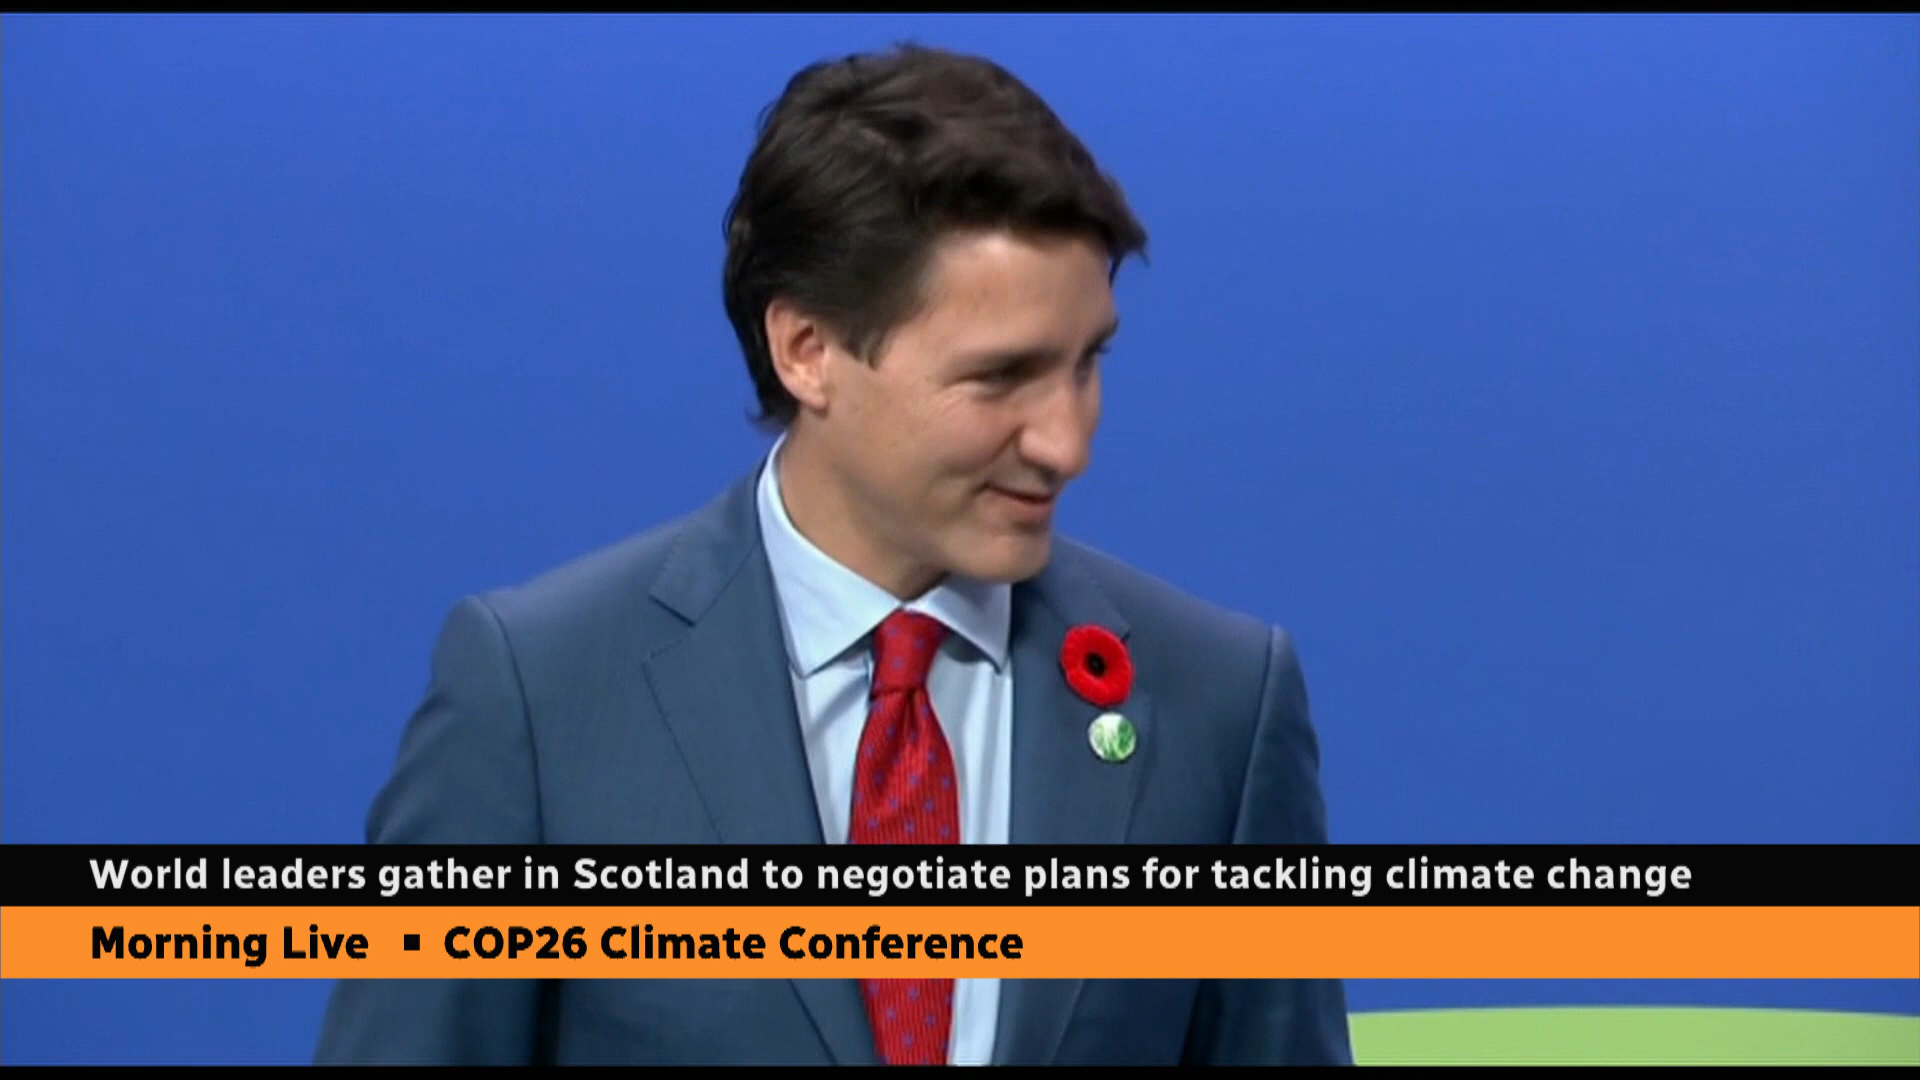 World leaders gather in Scotland to negotiate plans for tackling climate change
Morning Live ▪ COP26 Climate Conference